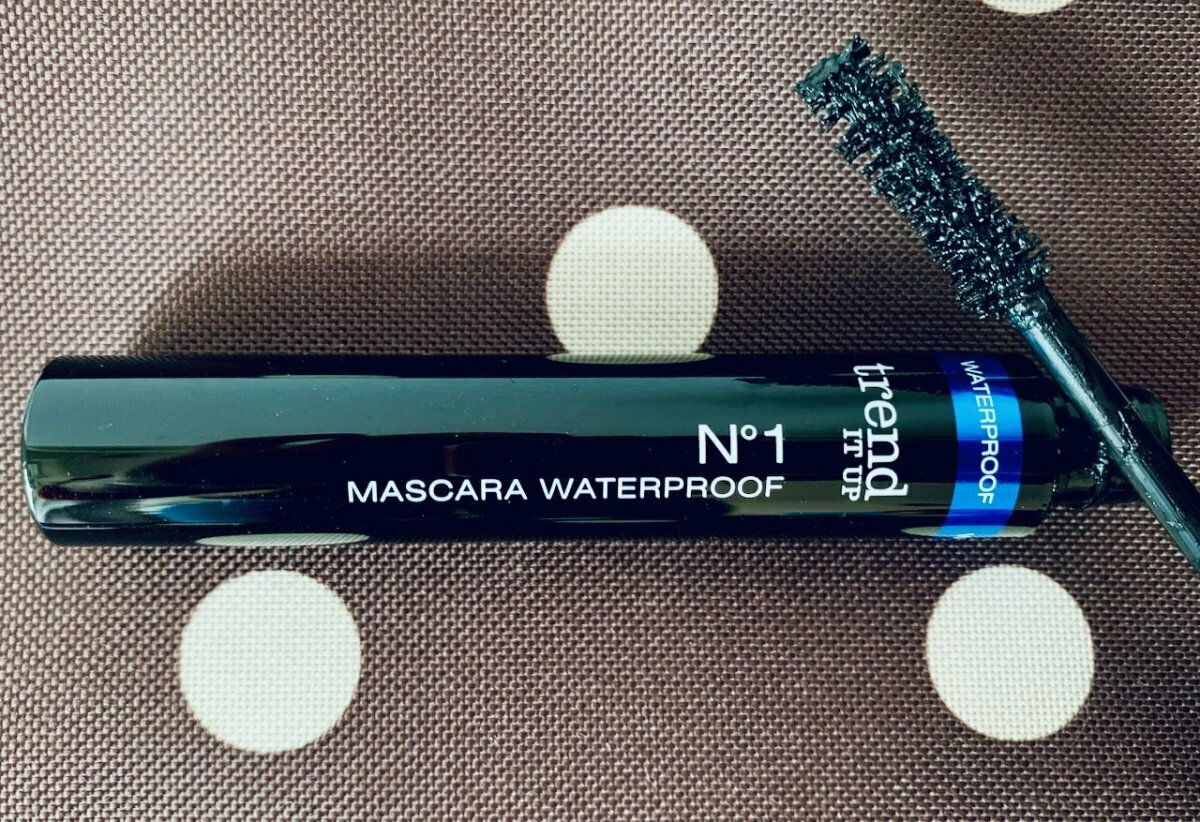 N°1
MASCARA WATERPROOF
trend
IT UP
WATERPROOF